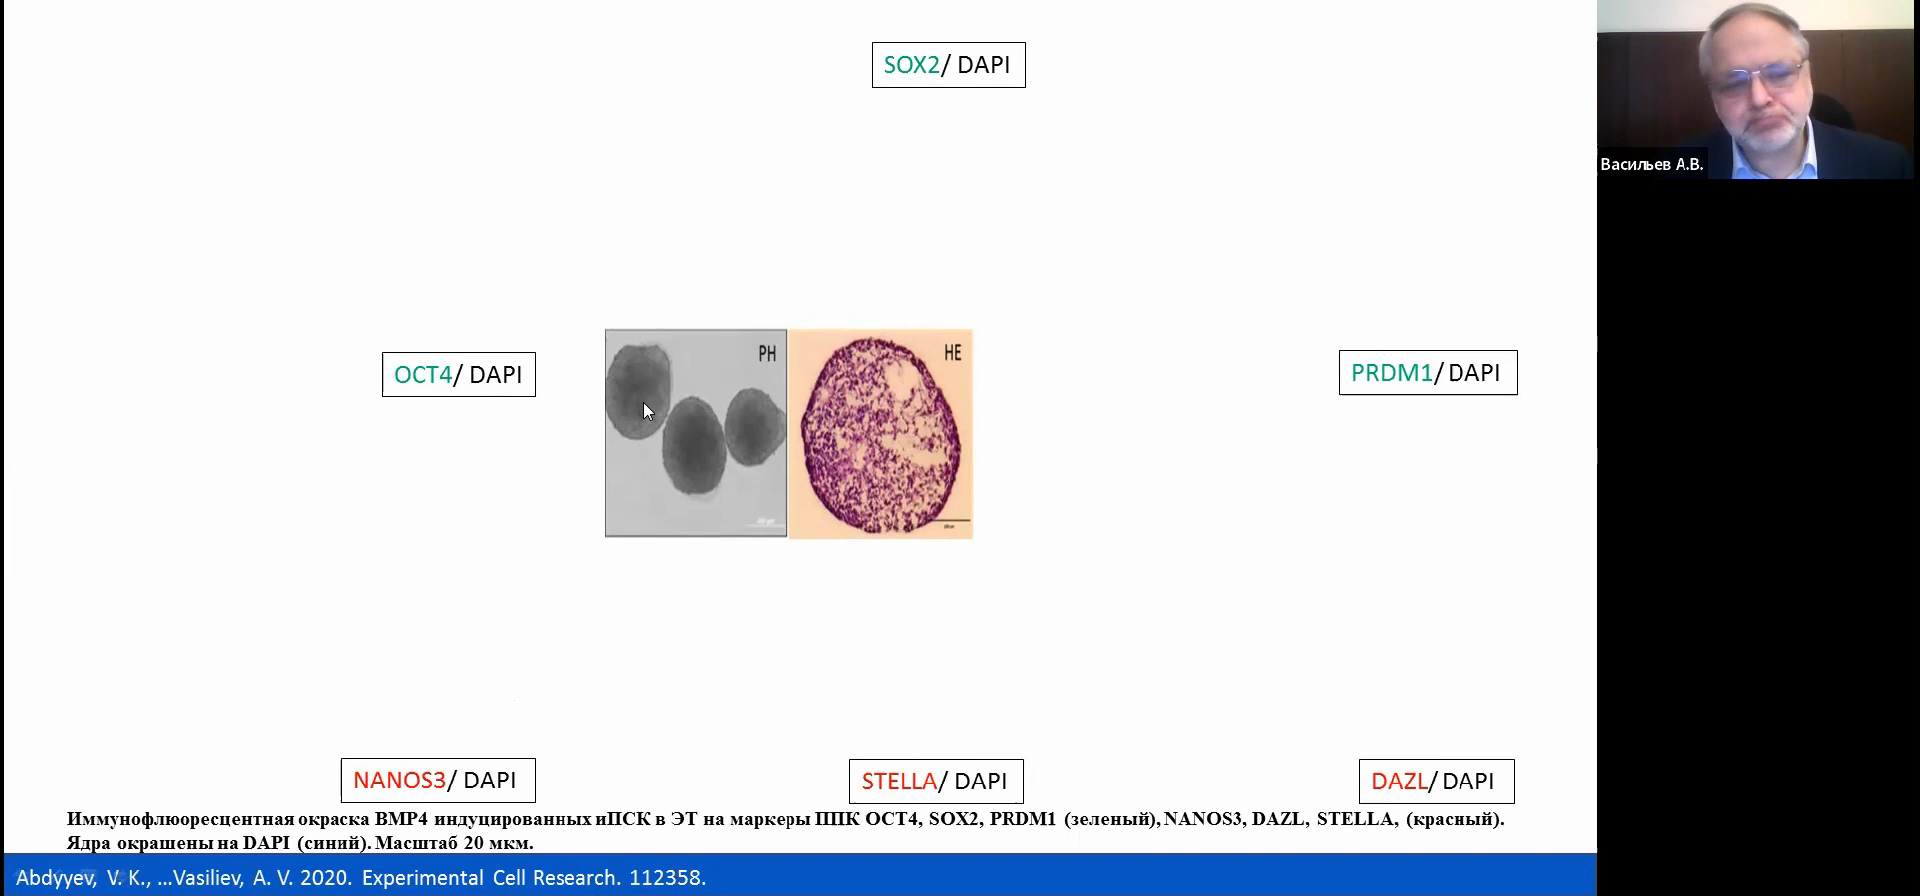 SOX2/ DAPI
Васильев А.В.
PH
HE
OCT4/ DAPI
PRDM1/ DAPI
NANOS3/ DAPI
STELLA/ DAPI
DAZL/ DAPI
Иммунофлюоресцентная окраска BMP4 индуцированных иПСК в ЭТ на маркеры ППК OCT4, SOX2, PRDM1 (зеленый), NANOS3, DAZL, STELLA, (красный).
Ядра окрашены на DAPI (синий). Масштаб 20 мкм.
Abdyyev, V. K., ...Vasiliev, A. V. 2020. Experimental Cell Research. 112358.